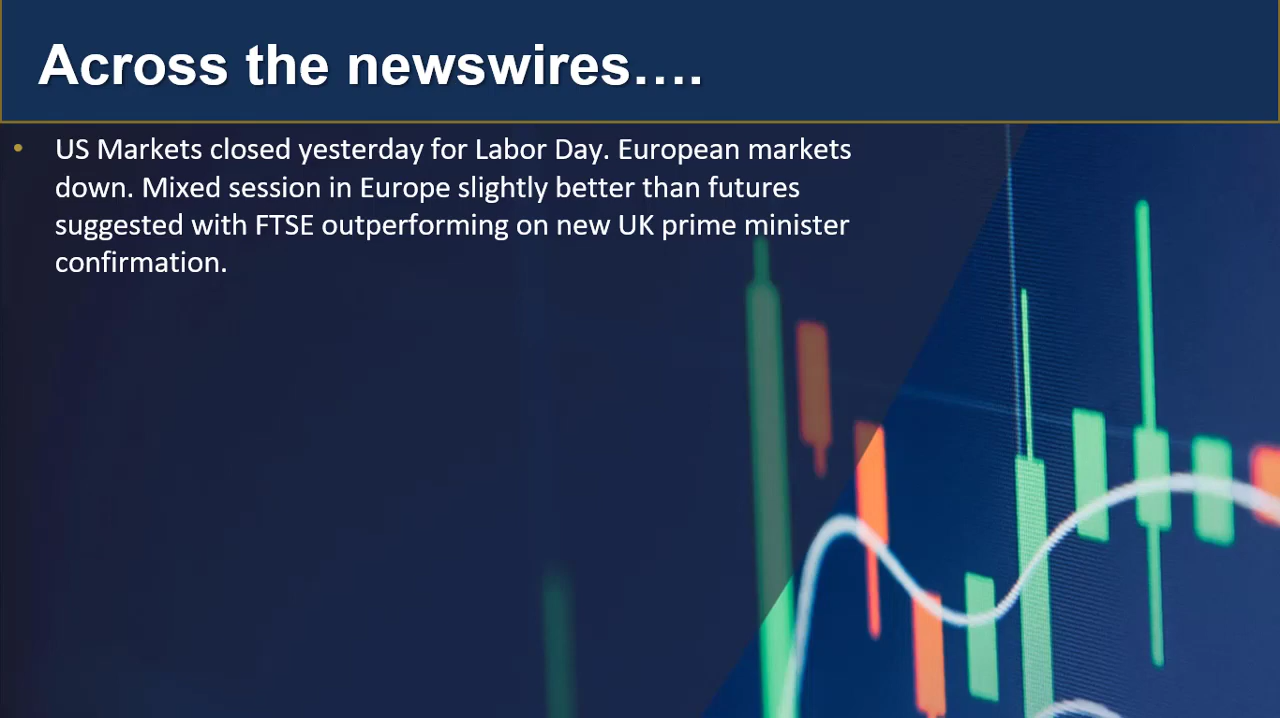 Across the newswires….
• US Markets closed yesterday for Labor Day. European markets
down. Mixed session in Europe slightly better than futures
suggested with FTSE outperforming on new UK prime minister
confirmation.